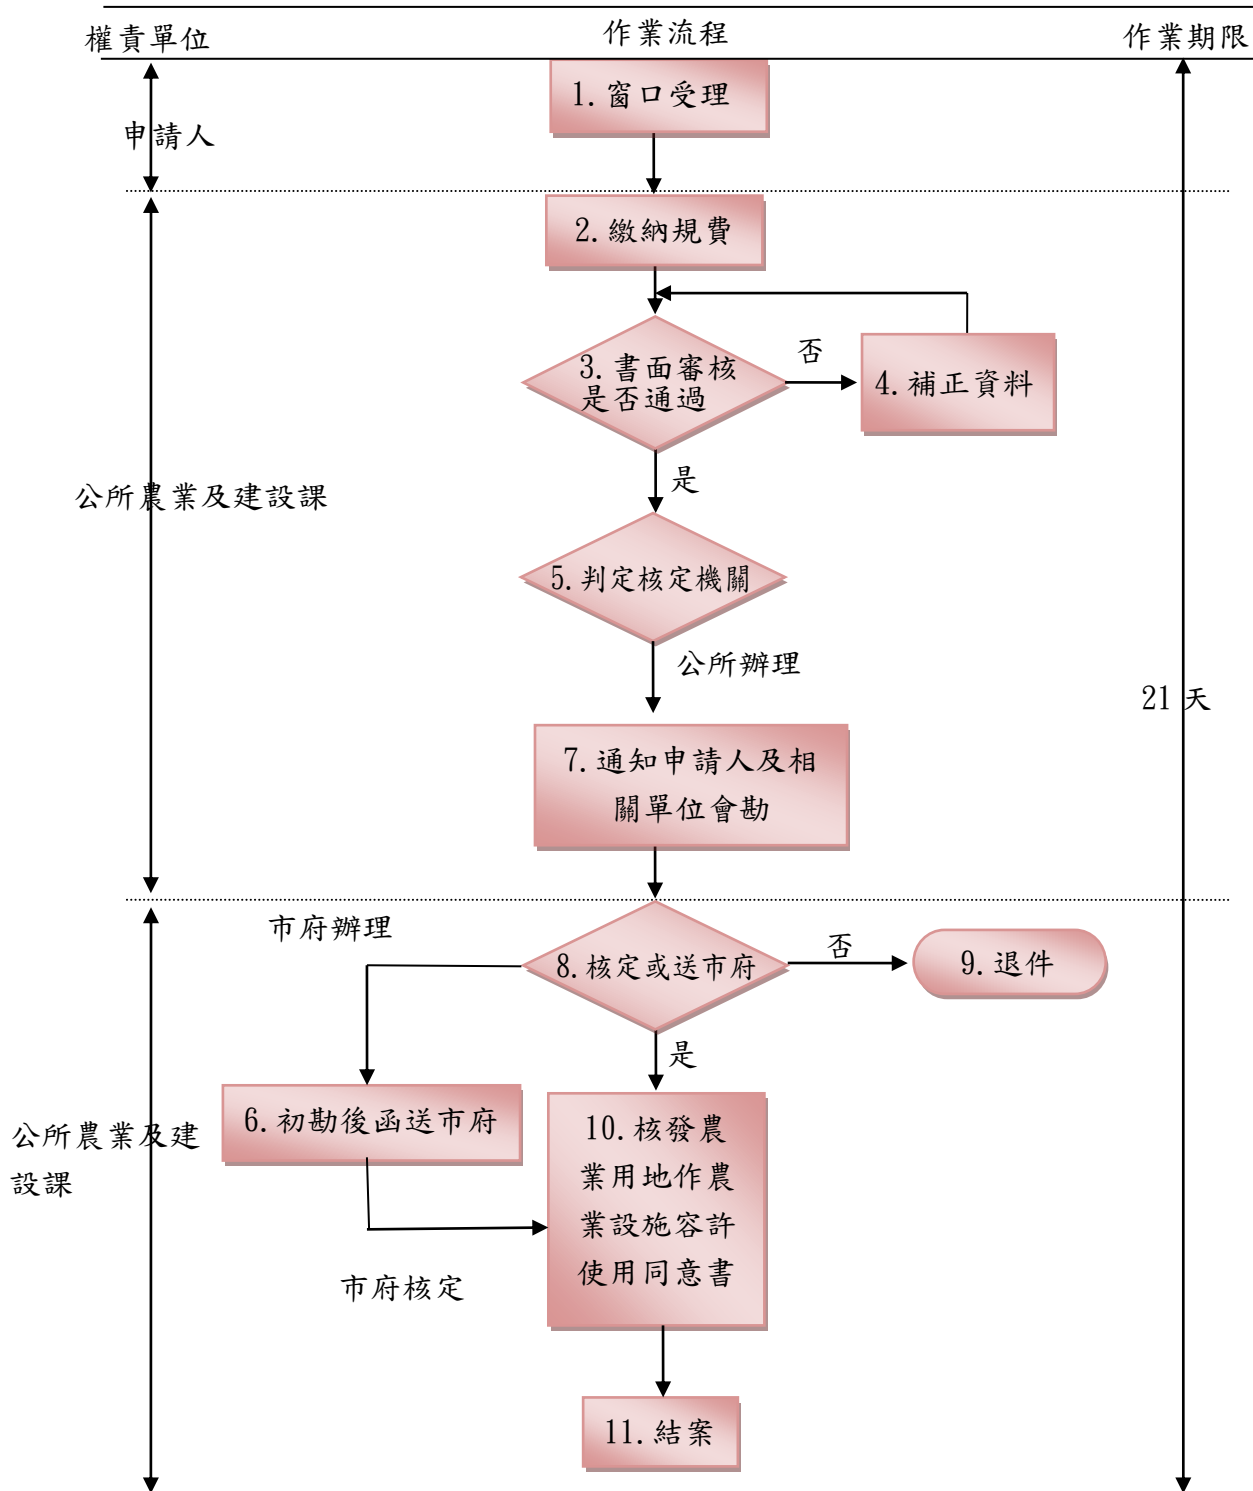 權責單位
作業流程
作業期限
1.窗口受理
申請人
2.繳納規費
3.書面審核
是否通過
否
4.補正資料
是
公所農業及建設課
5.判定核定機關
公所辦理
21 天
7.通知申請人及相
關單位會勘
市府辦理
8.核定或送市府
否
9.退件
是
6.初勘後函送市府
公所農業及建
設課
10.核發農
業用地作農
業設施容許
使用同意書
市府核定
11.結案